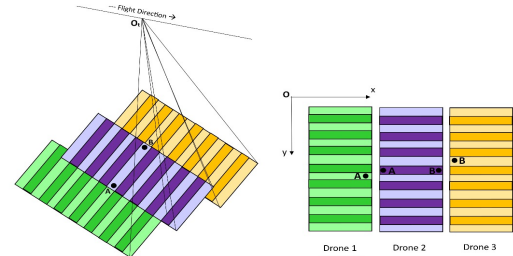 --- Flight Direction →
O₁
B
A
O
x
y
A
A
B
B
Drone 1
Drone 2
Drone 3